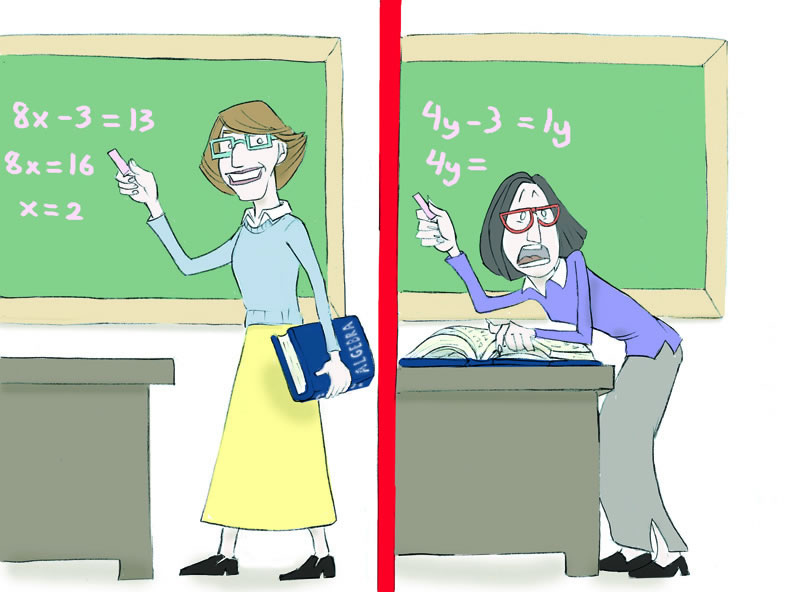 8x - 3 = 13
8x = 16
x = 2
ALGEBRA
4y - 3 = 1y
4y =